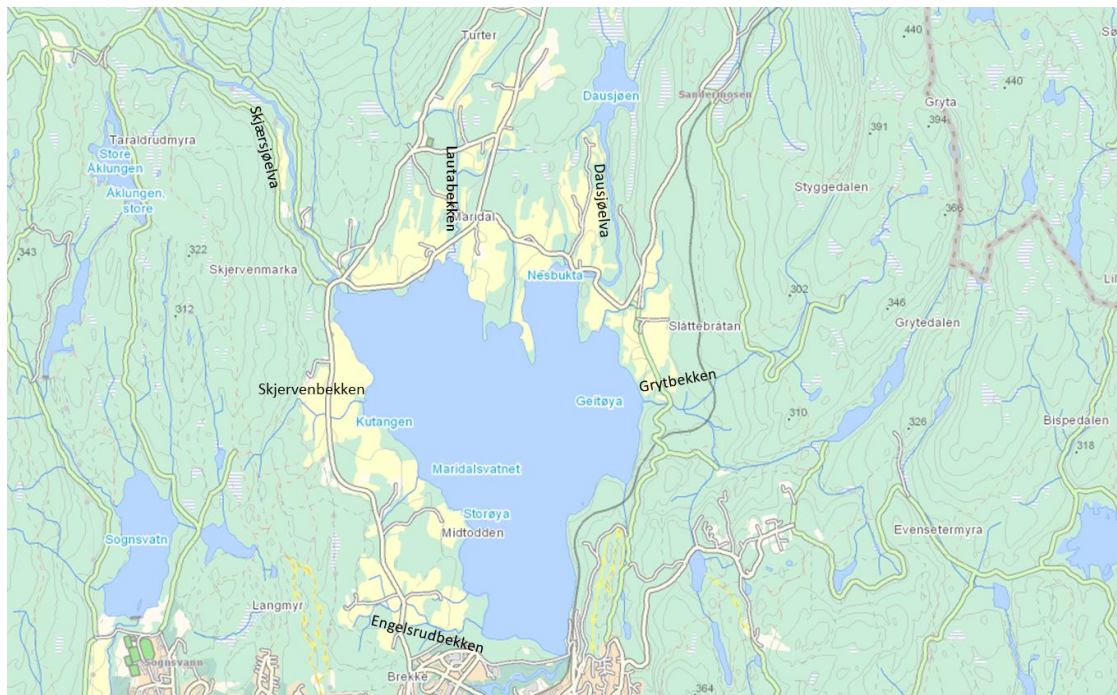 Turter
440
Sø
Dausjøen
Sandermosen
440
Gryta
394
391
Skjærsjøelva
Taraldrudmyra
Store
Åklungen
Åklungen,
store
Lautabekken
Dausjøelva
Styggedalen
366
Maridal
343
322
Skjervenmarka
Nesbukta
Lil
302
346
312
Slåttebråtan
Grytedalen
Grytbekken
Skjervenbekken
Geitøya
310
Kutangen
326
Bispedalen
318
Maridalsvatnet
Storøya
Midtodden
Sognsvatn
Evensetermyra
Langmyr
Engelsrudbekken
Sognsvann
Brekke
364